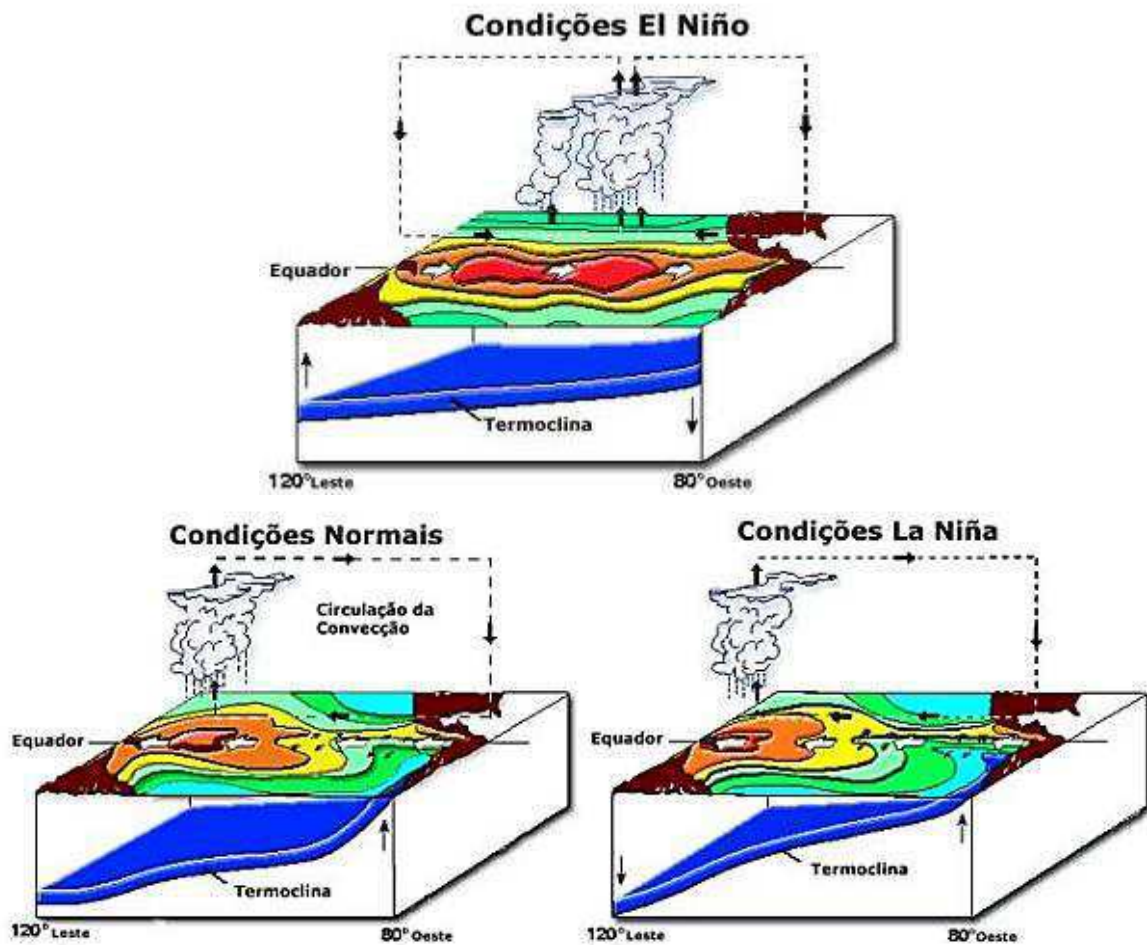 Condições El Niño
Equador
Termoclina
120°Leste
80°Oeste
Condições Normais
Circulação da
Convecção
Equador
Termoclina
120°Leste
80°Oeste
Condições La Niña
Equador
Termoclina
120°Leste
80°Oeste